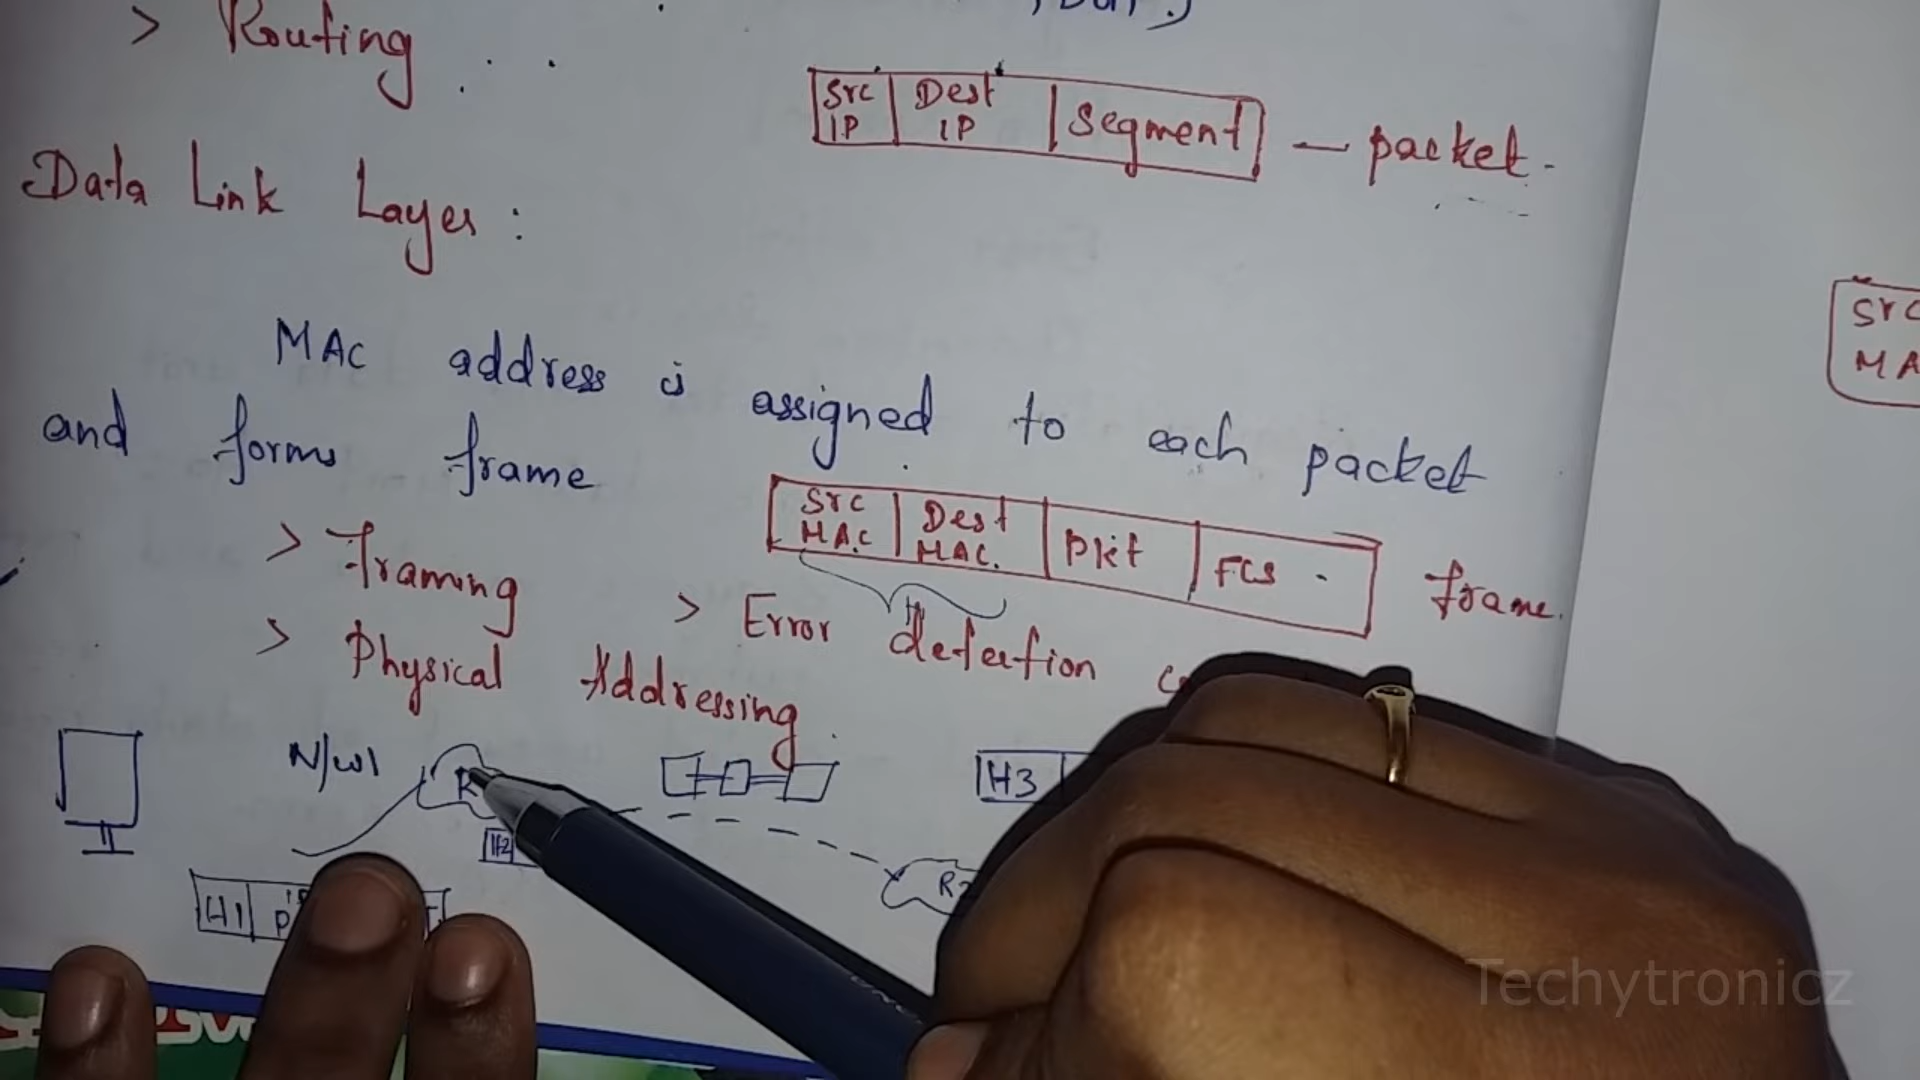 > Routing
Src IP | Dest IP | Segment — packet.
Data Link Layer :
Src
MA
MAC address is assigned to each packet
and forms frame
Src MAC | Dest MAC. | pkt | FCS . frame.
> Framing
> Error detection
> Physical Addressing
N/w1
R
H3
H2
R2
H1
Techytronicz